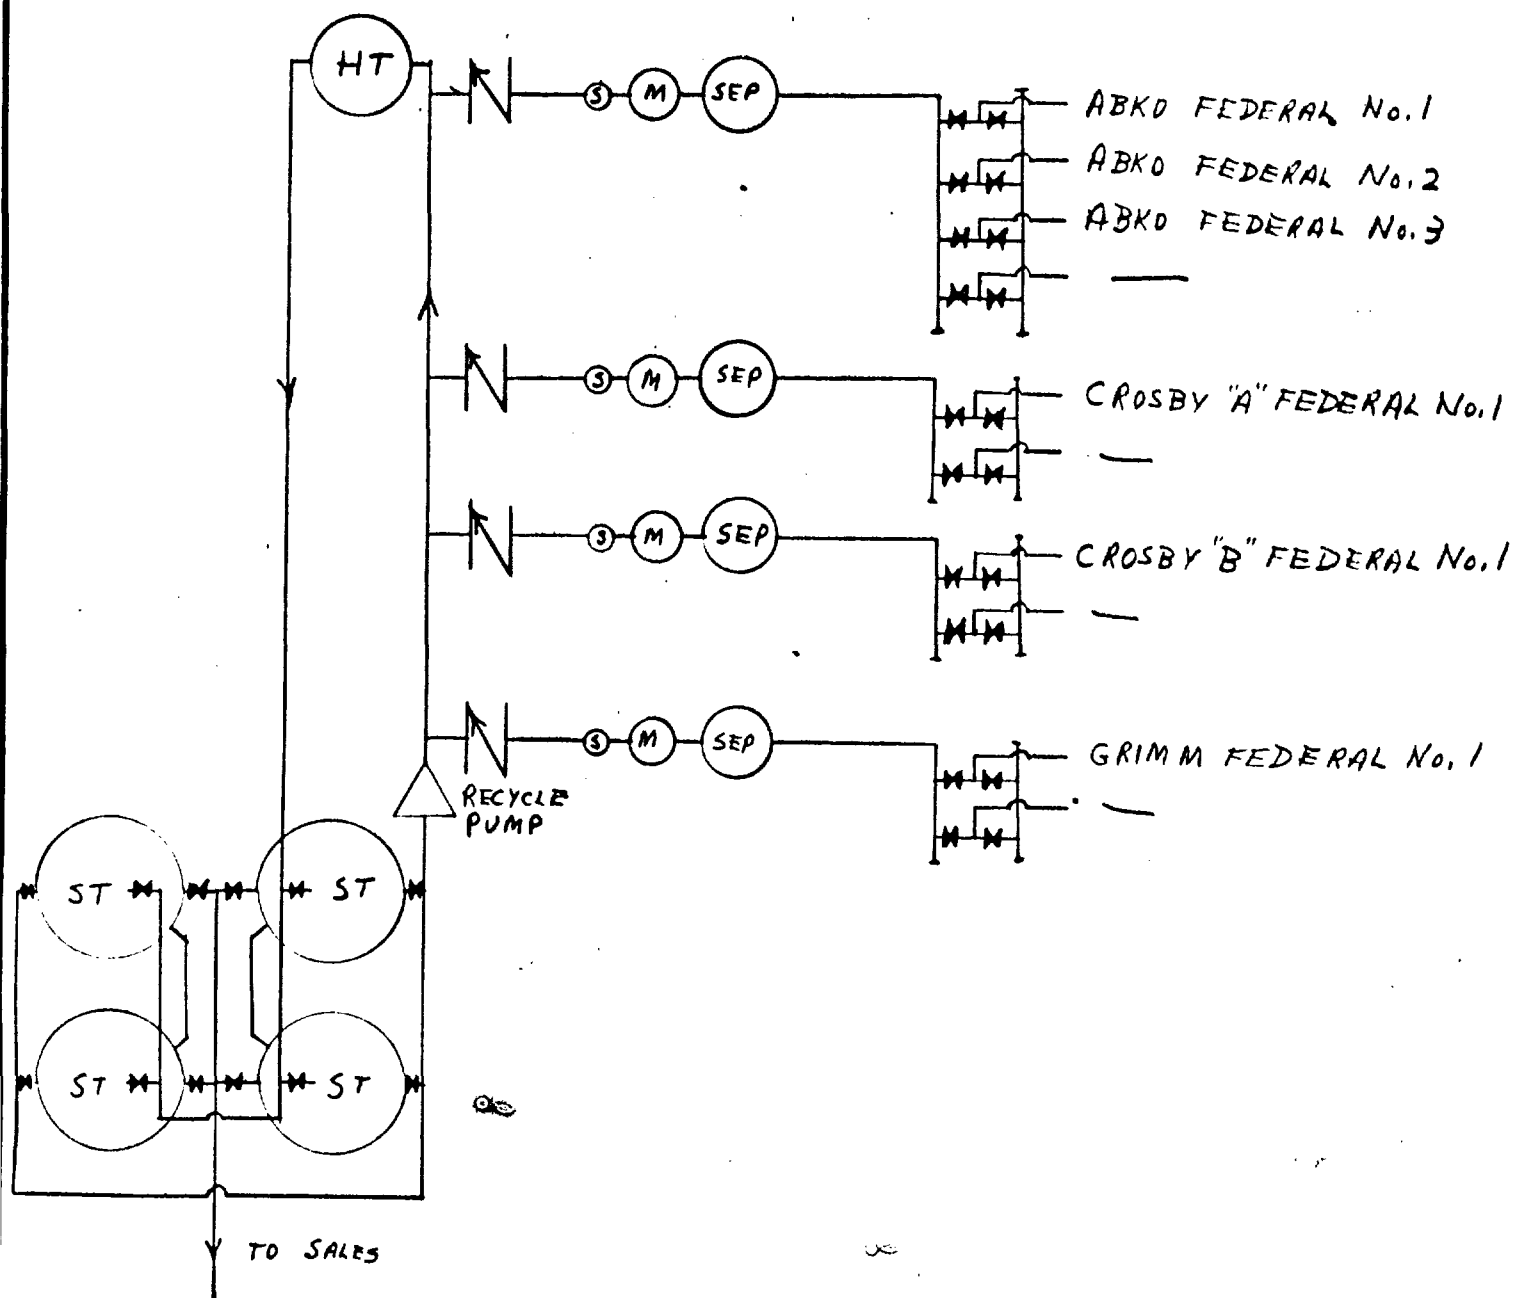 HT
S M SEP
ABKO FEDERAL No. 1
ABKO FEDERAL No. 2
ABKO FEDERAL No. 3
S M SEP
CROSBY "A" FEDERAL No. 1
S M SEP
CROSBY "B" FEDERAL No. 1
S M SEP
GRIMM FEDERAL No. 1
RECYCLE
PUMP
ST ST
ST ST
TO SALES